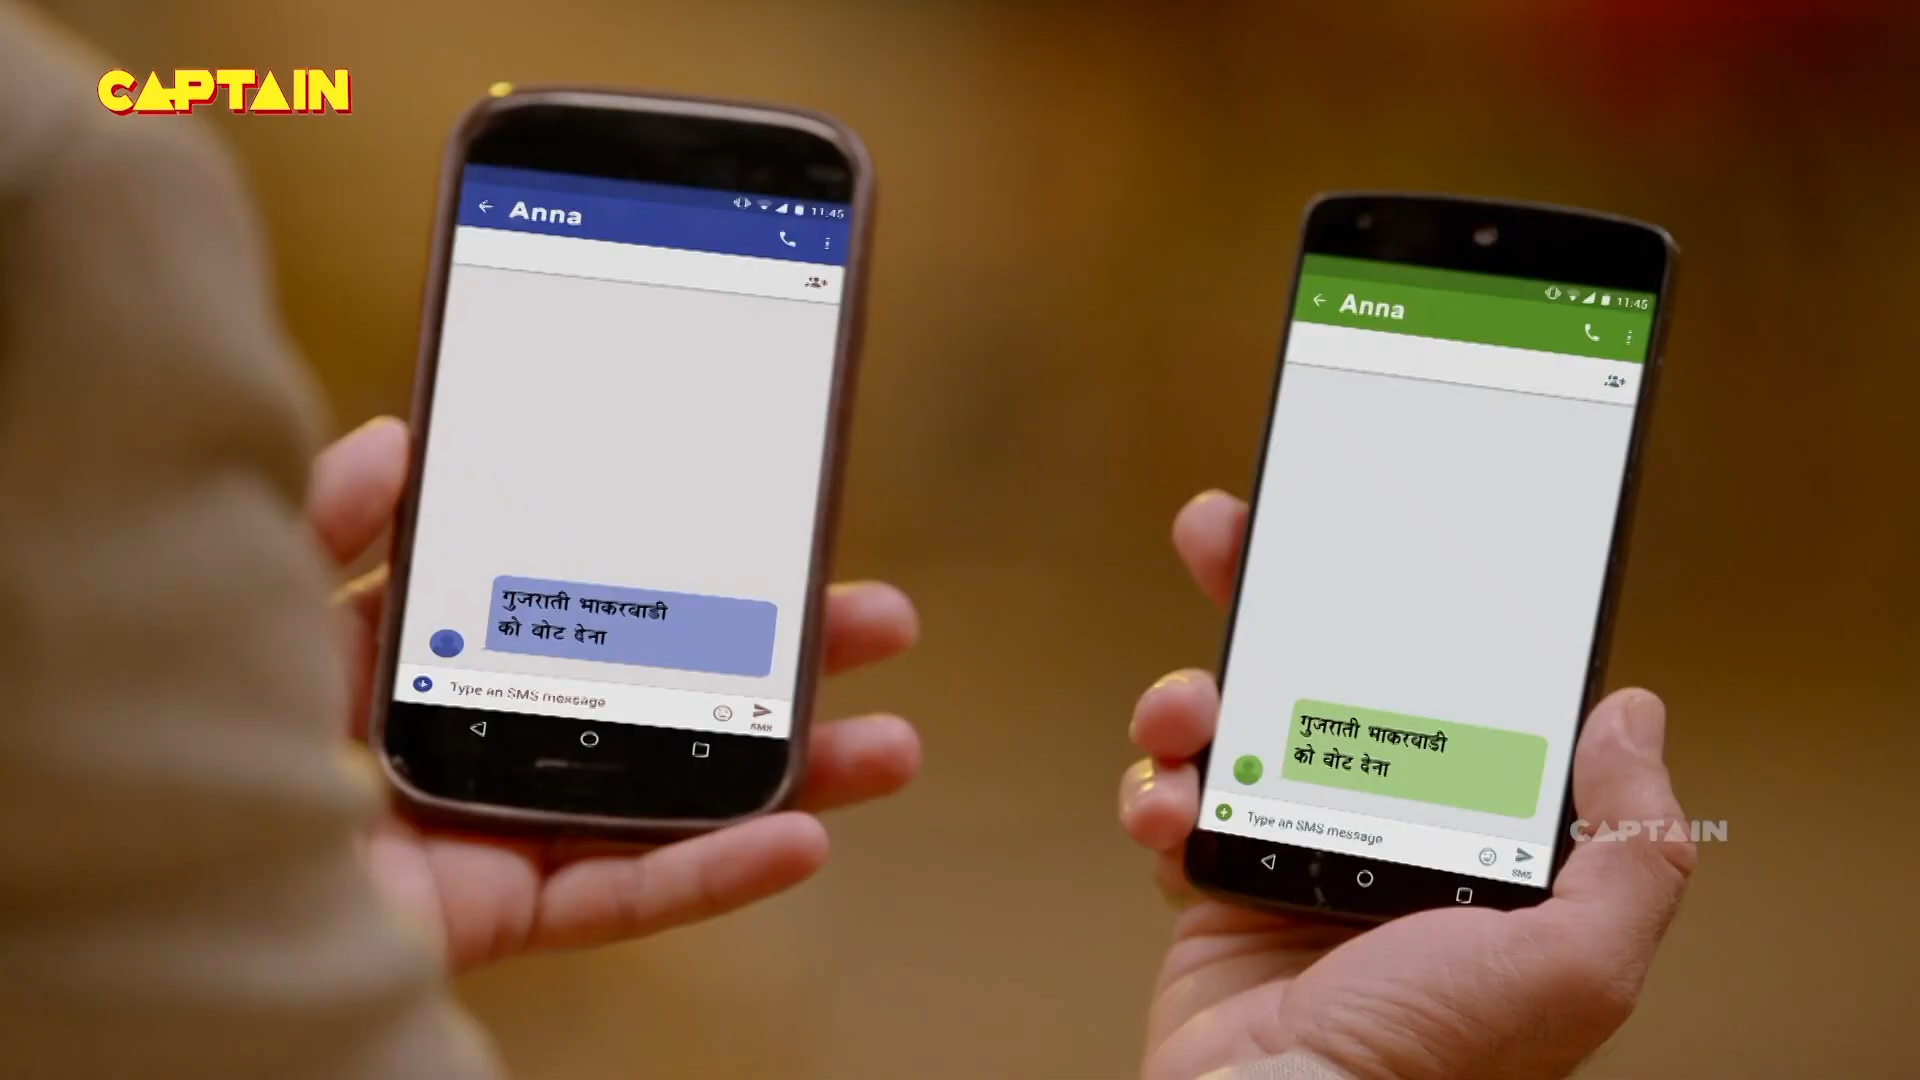 CAPTAIN
Anna
11.45
गुजराती भाकरवाडी
को वोट देना
Type an SMS message
SMS
Anna
11:45
गुजराती भाकरवाडी
को वोट देना
Type an SMS message
SMS
CAPTAIN